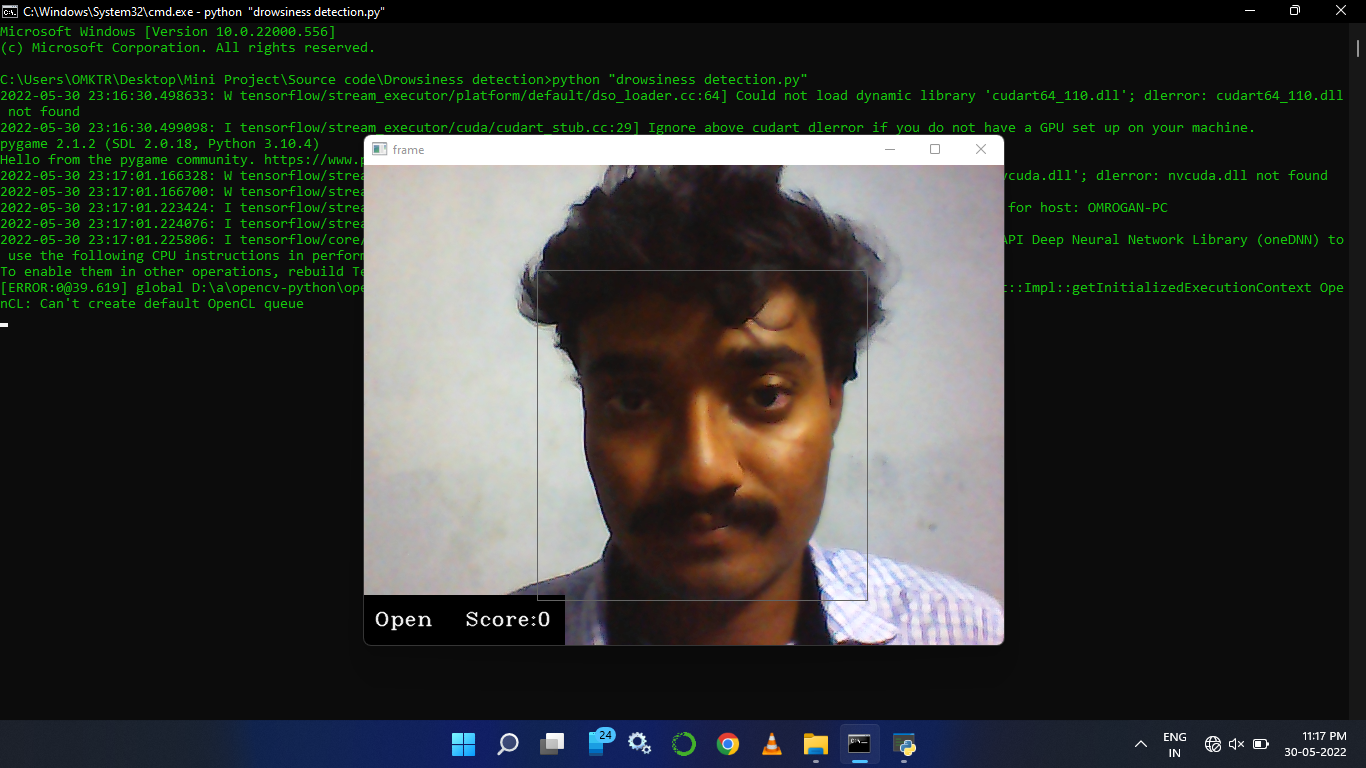 C:\Windows\System32\cmd.exe - python "drowsiness detection.py"
Microsoft Windows [Version 10.0.22000.556]
(c) Microsoft Corporation. All rights reserved.
C:\Users\OMKTR\Desktop\Mini Project\Source code\Drowsiness detection>python "drowsiness detection.py"
2022-05-30 23:16:30.498633: W tensorflow/stream_executor/platform/default/dso_loader.cc:64] Could not load dynamic library 'cudart64_110.dll'; dlerror: cudart64_110.dll
not found
2022-05-30 23:16:30.499098: I tensorflow/stream_executor/cuda/cudart_stub.cc:29] Ignore above cudart dlerror if you do not have a GPU set up on your machine.
pygame 2.1.2 (SDL 2.0.18, Python 3.10.4)
Hello from the pygame community. https://www.p
2022-05-30 23:17:01.166328: W tensorflow/strea vcuda.dll'; dlerror: nvcuda.dll not found
2022-05-30 23:17:01.166700: W tensorflow/strea
2022-05-30 23:17:01.223424: I tensorflow/strea for host: OMROGAN-PC
2022-05-30 23:17:01.224076: I tensorflow/strea
2022-05-30 23:17:01.225806: I tensorflow/core/ API Deep Neural Network Library (oneDNN) to
use the following CPU instructions in perform
To enable them in other operations, rebuild Te
[ERROR:0@39.619] global D:\a\opencv-python\ope t::Impl::getInitializedExecutionContext Ope
nCL: Can't create default OpenCL queue
frame
Open Score:0
24
ENG
IN
11:17 PM
30-05-2022